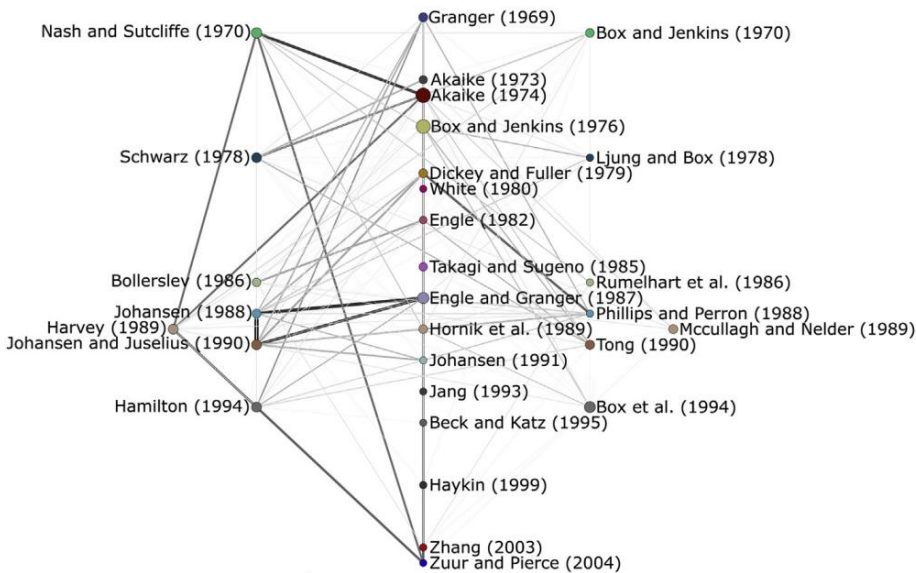 Granger (1969)
Nash and Sutcliffe (1970)
Box and Jenkins (1970)
Akaike (1973)
Akaike (1974)
Box and Jenkins (1976)
Schwarz (1978)
Ljung and Box (1978)
Dickey and Fuller (1979)
White (1980)
Engle (1982)
Takagi and Sugeno (1985)
Bollerslev (1986)
Rumelhart et al. (1986)
Engle and Granger (1987)
Johansen (1988)
Phillips and Perron (1988)
Harvey (1989)
Hornik et al. (1989)
Mccullagh and Nelder (1989)
Johansen and Juselius (1990)
Tong (1990)
Johansen (1991)
Jang (1993)
Hamilton (1994)
Box et al. (1994)
Beck and Katz (1995)
Haykin (1999)
Zhang (2003)
Zuur and Pierce (2004)